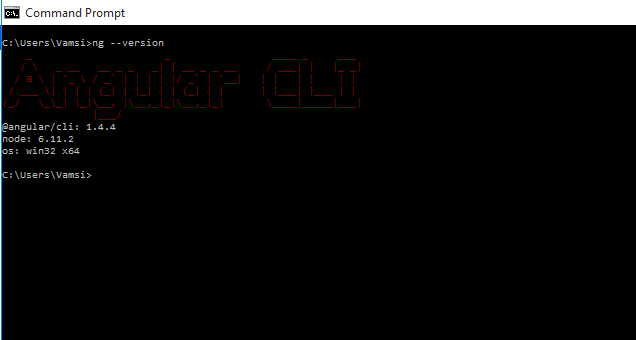 Command Prompt
C:\Users\Vamsi>ng --version
Angular CLI
@angular/cli: 1.4.4
node: 6.11.2
os: win32 x64
C:\Users\Vamsi>